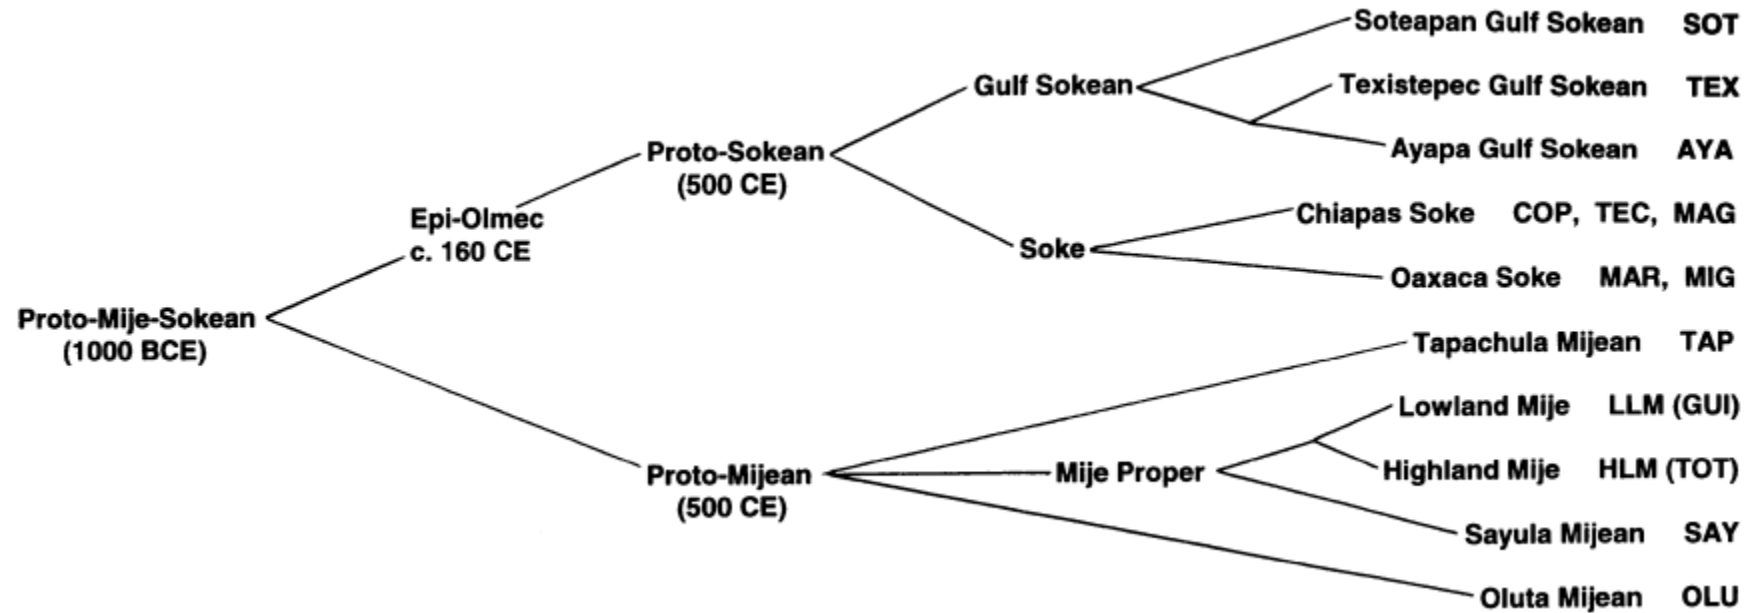 Soteapan Gulf Sokean SOT
Gulf Sokean
Texistepec Gulf Sokean TEX
Proto-Sokean
(500 CE)
Ayapa Gulf Sokean AYA
Epi-Olmec
c. 160 CE
Chiapas Soke COP, TEC, MAG
Soke
Oaxaca Soke MAR, MIG
Proto-Mije-Sokean
(1000 BCE)
Tapachula Mijean TAP
Lowland Mije LLM (GUI)
Proto-Mijean
(500 CE)
Mije Proper
Highland Mije HLM (TOT)
Sayula Mijean SAY
Oluta Mijean OLU